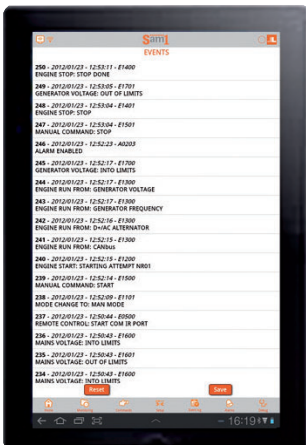 Sam1
EVENTS
250 - 2012/01/23 - 12:53:11 - E1400
ENGINE STOP: STOP DONE
249 - 2012/01/23 - 12:53:05 - E1701
GENERATOR VOLTAGE: OUT OF LIMITS
248 - 2012/01/23 - 12:53:04 - E1401
ENGINE STOP: STOP
247 - 2012/01/23 - 12:53:04 - E1501
MANUAL COMMAND: STOP
246 - 2012/01/23 - 12:52:23 - A0203
ALARM ENABLED
245 - 2012/01/23 - 12:52:17 - E1700
GENERATOR VOLTAGE: INTO LIMITS
244 - 2012/01/23 - 12:52:17 - E1300
ENGINE RUN FROM: GENERATOR VOLTAGE
243 - 2012/01/23 - 12:52:17 - E1300
ENGINE RUN FROM: GENERATOR FREQUENCY
242 - 2012/01/23 - 12:52:16 - E1300
ENGINE RUN FROM: D+/AC ALTERNATOR
241 - 2012/01/23 - 12:52:15 - E1300
ENGINE RUN FROM: CANbus
240 - 2012/01/23 - 12:52:15 - E1200
ENGINE START: STARTING ATTEMPT NR01
239 - 2012/01/23 - 12:52:14 - E1500
MANUAL COMMAND: START
238 - 2012/01/23 - 12:52:09 - E1101
MODE CHANGE TO: MAN MODE
237 - 2012/01/23 - 12:50:44 - E0500
REMOTE CONTROL: START COM IR PORT
236 - 2012/01/23 - 12:50:43 - E1600
MAINS VOLTAGE: INTO LIMITS
235 - 2012/01/23 - 12:50:43 - E1601
MAINS VOLTAGE: OUT OF LIMITS
234 - 2012/01/23 - 12:50:43 - E1600
MAINS VOLTAGE: INTO LIMITS
Reset Save
16:19